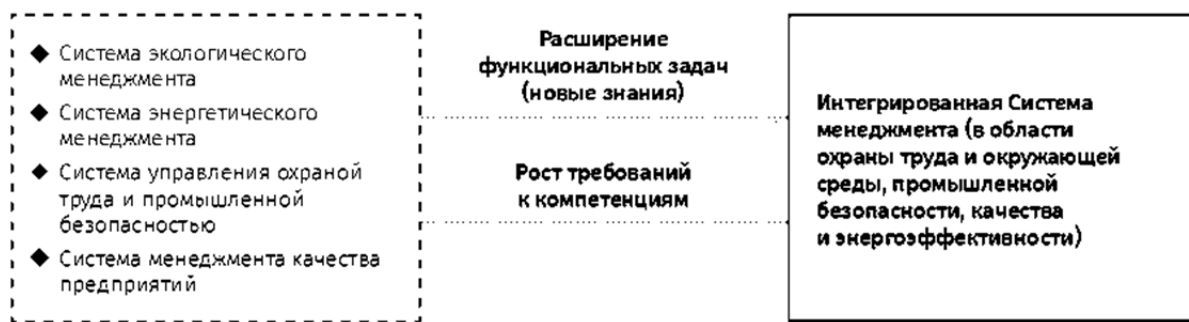 ◆ Система экологического
менеджмента
◆ Система энергетического
менеджмента
◆ Система управления охраной
труда и промышленной
безопасностью
◆ Система менеджмента качества
предприятий
Расширение
функциональных задач
(новые знания)
Рост требований
к компетенциям
Интегрированная Система
менеджмента (в области
охраны труда и окружающей
среды, промышленной
безопасности, качества
и энергоэффективности)